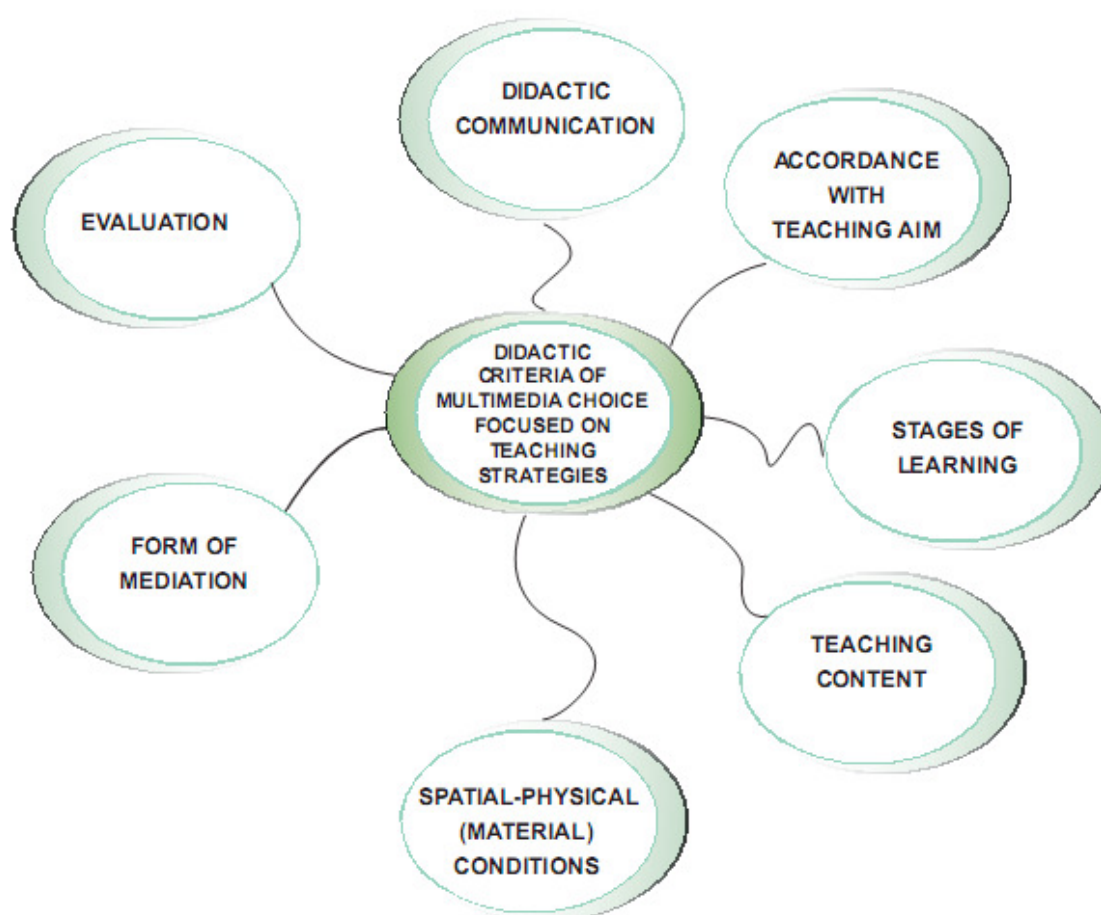 DIDACTIC
COMMUNICATION
ACCORDANCE
WITH
TEACHING AIM
EVALUATION
DIDACTIC
CRITERIA OF
MULTIMEDIA CHOICE
FOCUSED ON
TEACHING
STRATEGIES
STAGES OF
LEARNING
FORM OF
MEDIATION
TEACHING
CONTENT
SPATIAL-PHYSICAL
(MATERIAL)
CONDITIONS